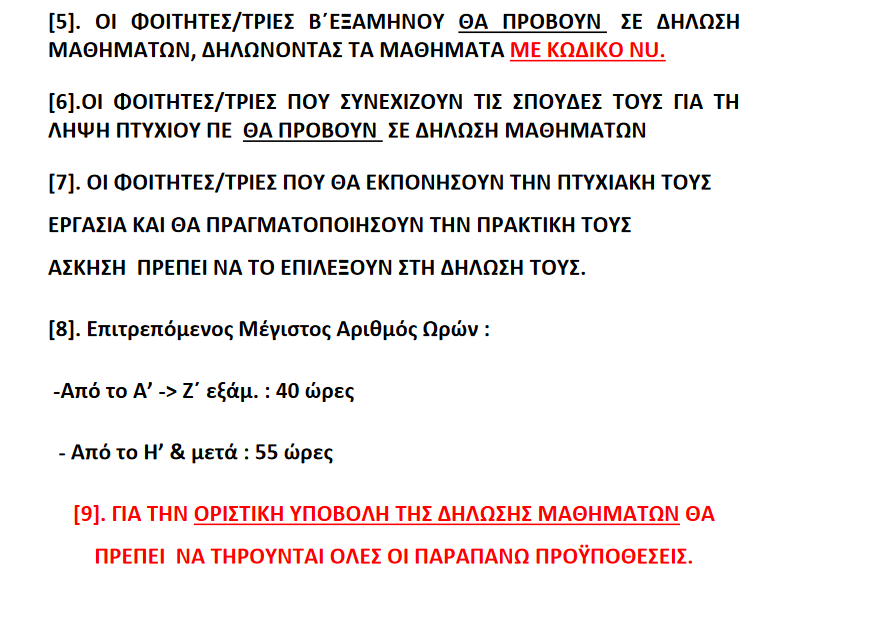 [5]. ΟΙ ΦΟΙΤΗΤΕΣ/ΤΡΙΕΣ Β΄ΕΞΑΜΗΝΟΥ ΘΑ ΠΡΟΒΟΥΝ ΣΕ ΔΗΛΩΣΗ
ΜΑΘΗΜΑΤΩΝ, ΔΗΛΩΝΟΝΤΑΣ ΤΑ ΜΑΘΗΜΑΤΑ ΜΕ ΚΩΔΙΚΟ NU.
[6].ΟΙ ΦΟΙΤΗΤΕΣ/ΤΡΙΕΣ ΠΟΥ ΣΥΝΕΧΙΖΟΥΝ ΤΙΣ ΣΠΟΥΔΕΣ ΤΟΥΣ ΓΙΑ ΤΗ
ΛΗΨΗ ΠΤΥΧΙΟΥ ΠΕ ΘΑ ΠΡΟΒΟΥΝ ΣΕ ΔΗΛΩΣΗ ΜΑΘΗΜΑΤΩΝ
[7]. ΟΙ ΦΟΙΤΗΤΕΣ/ΤΡΙΕΣ ΠΟΥ ΘΑ ΕΚΠΟΝΗΣΟΥΝ ΤΗΝ ΠΤΥΧΙΑΚΗ ΤΟΥΣ
ΕΡΓΑΣΙΑ ΚΑΙ ΘΑ ΠΡΑΓΜΑΤΟΠΟΙΗΣΟΥΝ ΤΗΝ ΠΡΑΚΤΙΚΗ ΤΟΥΣ
ΑΣΚΗΣΗ ΠΡΕΠΕΙ ΝΑ ΤΟ ΕΠΙΛΕΞΟΥΝ ΣΤΗ ΔΗΛΩΣΗ ΤΟΥΣ.
[8]. Επιτρεπόμενος Μέγιστος Αριθμός Ωρών :
-Από το Α’ -> Ζ΄ εξάμ. : 40 ώρες
- Από το Η’ & μετά : 55 ώρες
[9]. ΓΙΑ ΤΗΝ ΟΡΙΣΤΙΚΗ ΥΠΟΒΟΛΗ ΤΗΣ ΔΗΛΩΣΗΣ ΜΑΘΗΜΑΤΩΝ ΘΑ
ΠΡΕΠΕΙ ΝΑ ΤΗΡΟΥΝΤΑΙ ΟΛΕΣ ΟΙ ΠΑΡΑΠΑΝΩ ΠΡΟΫΠΟΘΕΣΕΙΣ.